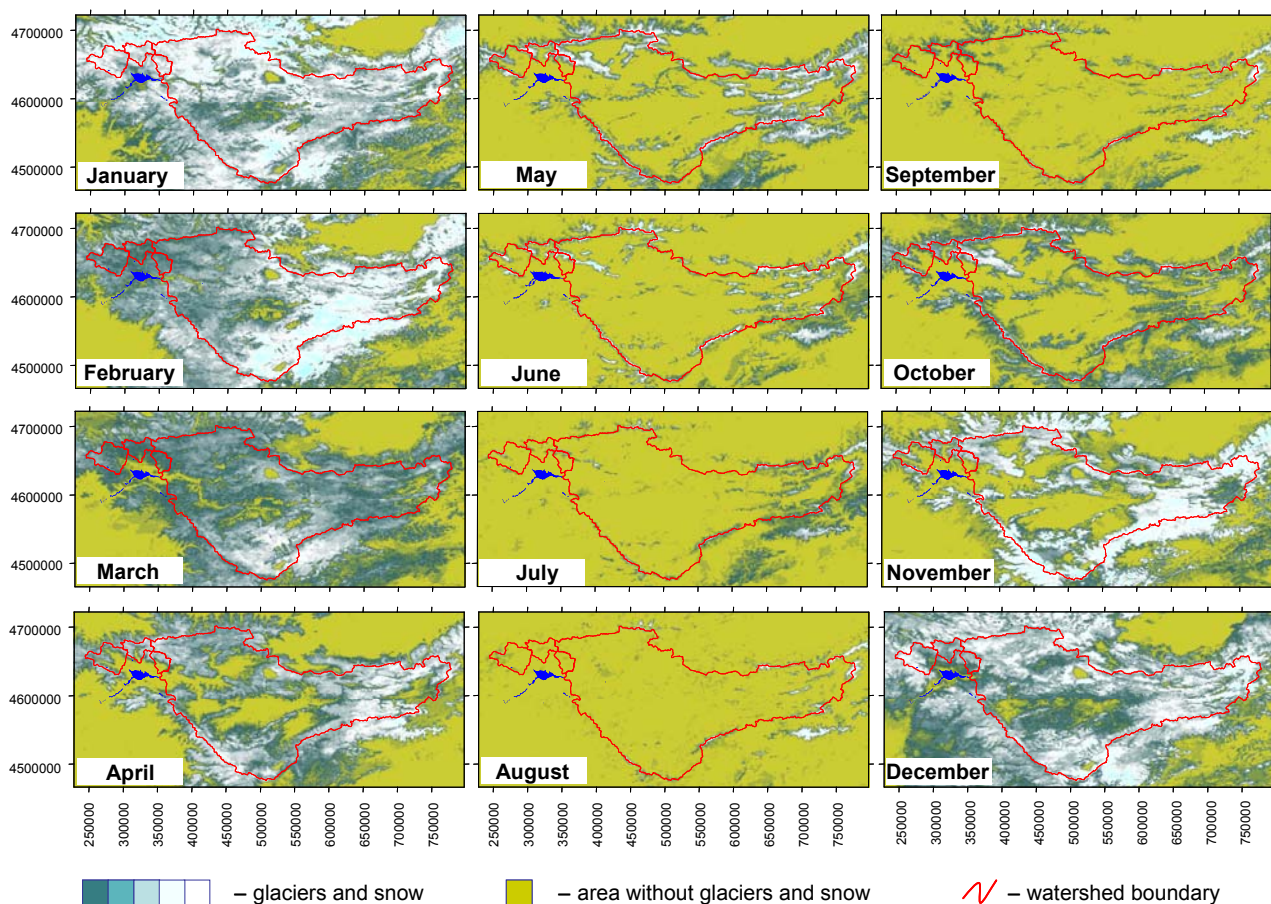 4700000
4600000
4500000
January
May
September
4700000
4600000
4500000
February
June
October
4700000
4600000
4500000
March
July
November
4700000
4600000
4500000
April
August
December
250000 300000 350000 400000 450000 500000 550000 600000 650000 700000 750000
250000 300000 350000 400000 450000 500000 550000 600000 650000 700000 750000
250000 300000 350000 400000 450000 500000 550000 600000 650000 700000 750000
– glaciers and snow
– area without glaciers and snow
– watershed boundary